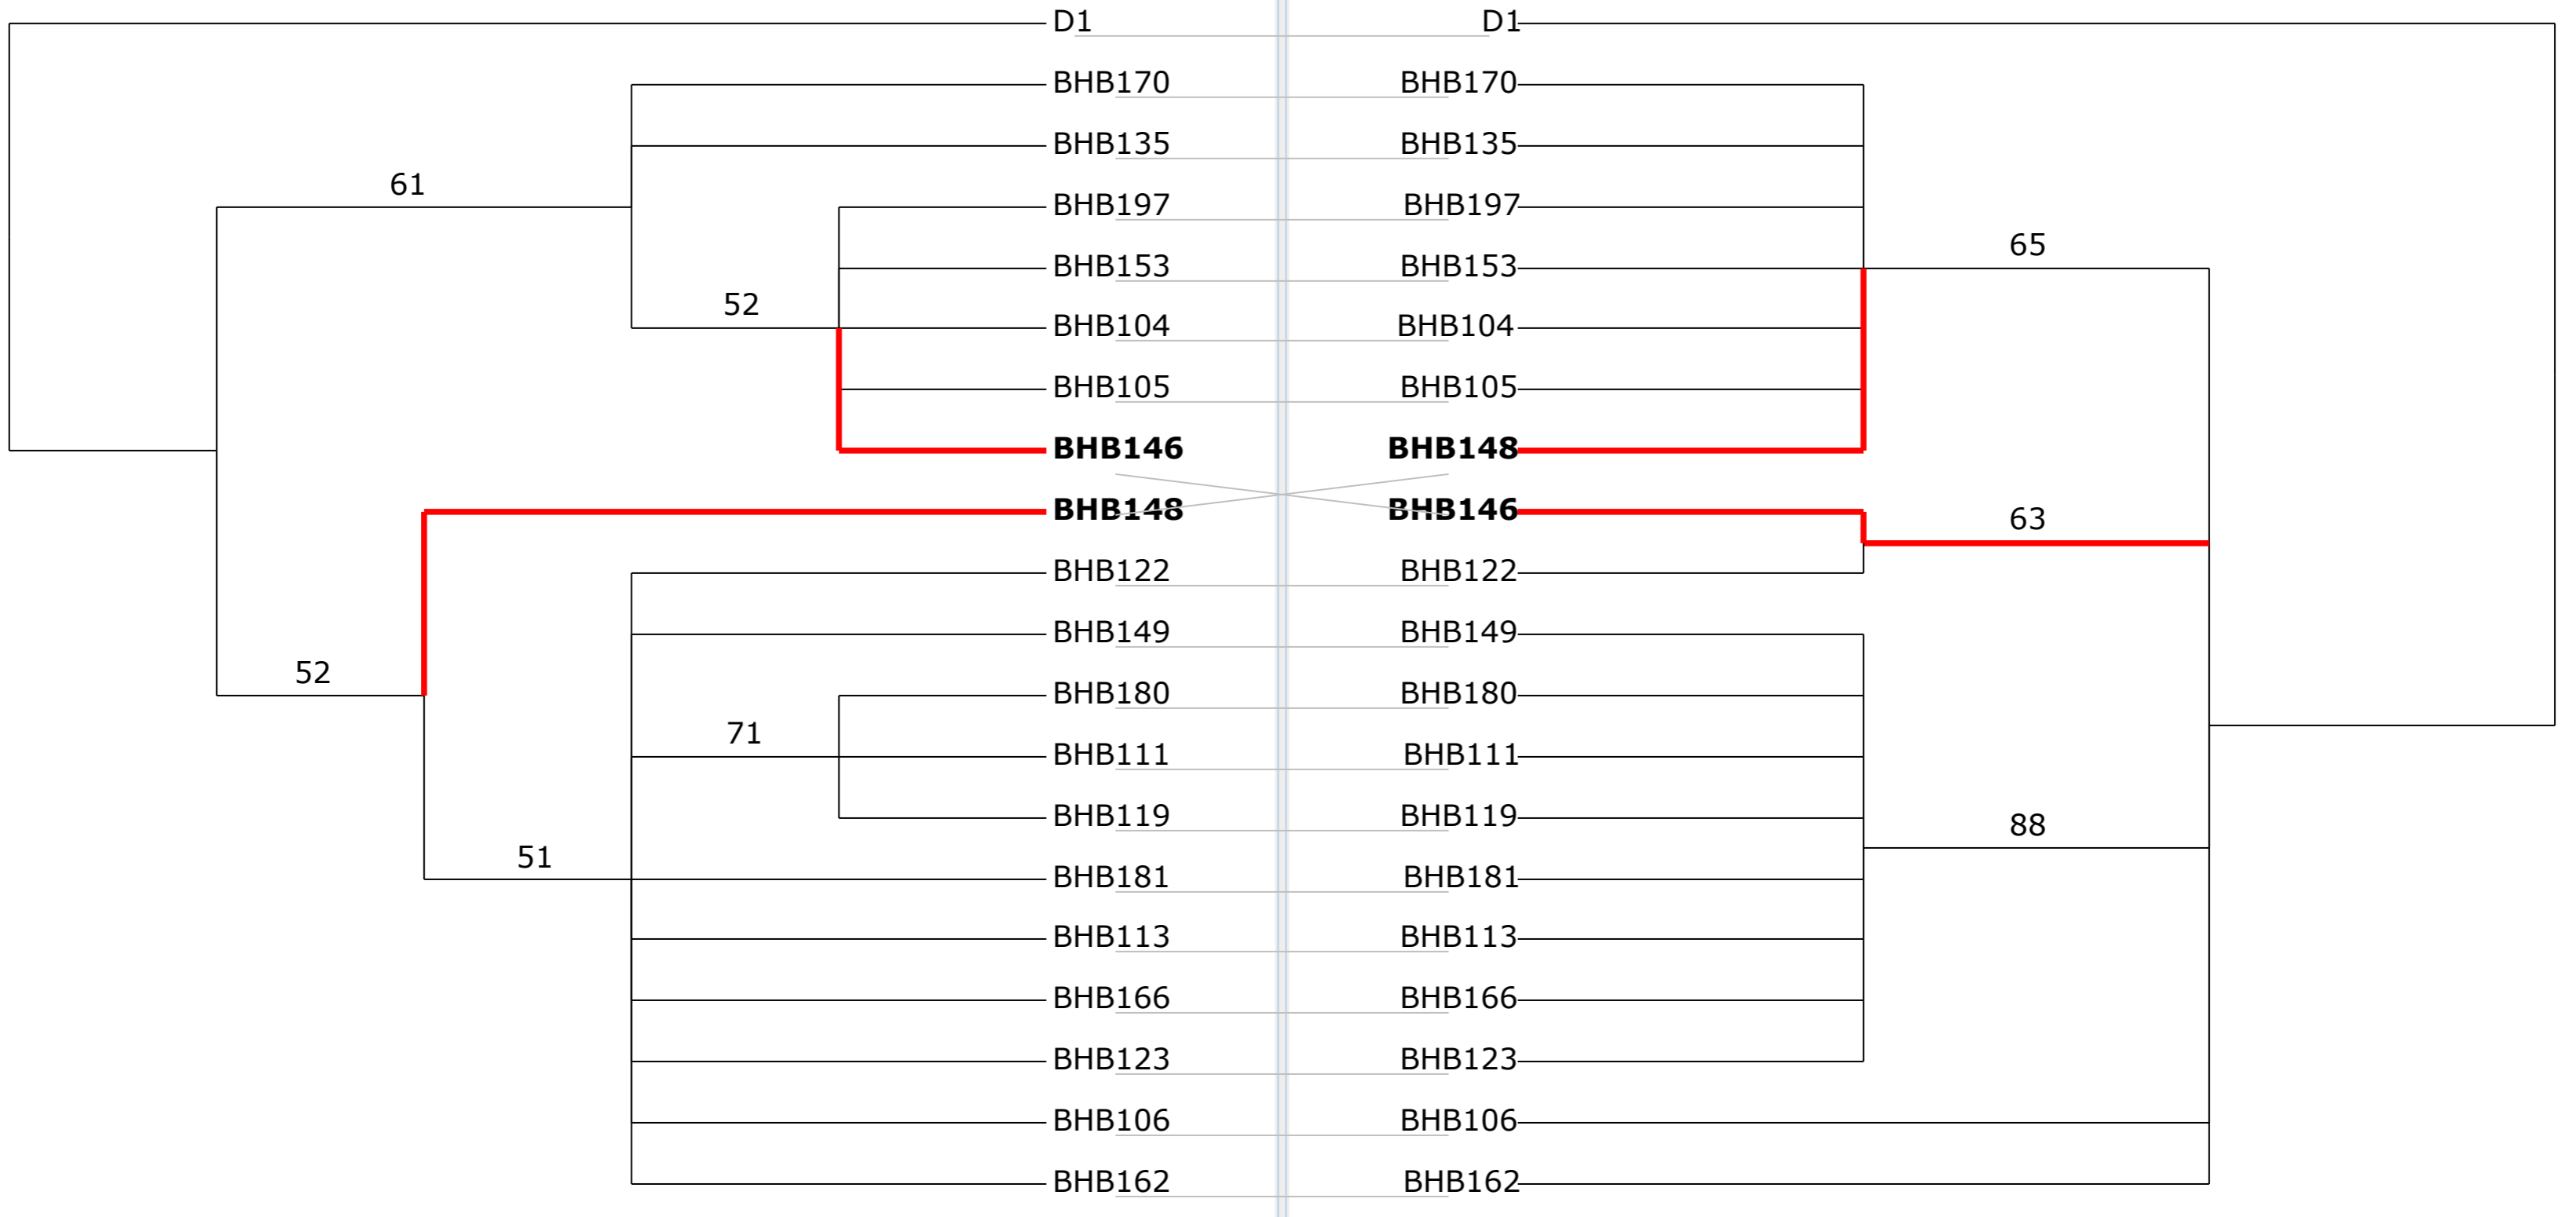 D1 D1
BHB170 BHB170
BHB135 BHB135
61
BHB197 BHB197
65
BHB153 BHB153
52
BHB104 BHB104
BHB105 BHB105
BHB146 BHB148
BHB148 BHB146
63
BHB122 BHB122
BHB149 BHB149
52
BHB180 BHB180
71
BHB111 BHB111
BHB119 BHB119
88
51
BHB181 BHB181
BHB113 BHB113
BHB166 BHB166
BHB123 BHB123
BHB106 BHB106
BHB162 BHB162